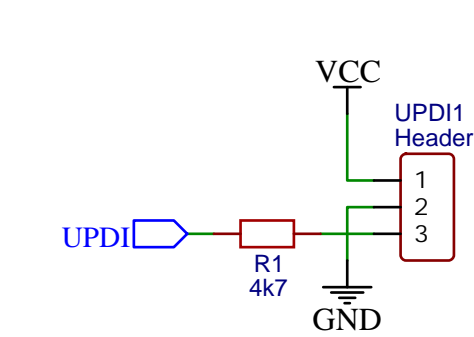 VCC
UPDI1
Header
1
2
3
UPDI
R1
4k7
GND